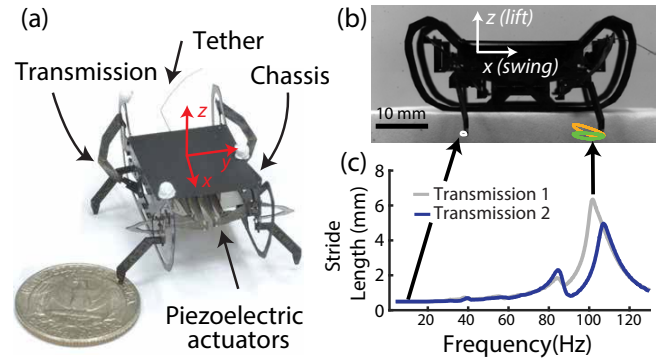 (a)
Tether
Transmission
Chassis
z
y
x
Piezoelectric
actuators
(b)
z (lift)
x (swing)
10 mm
(c)
Transmission 1
Transmission 2
Stride
Length (mm)
8
6
4
2
0
20
40
60
80
100
120
Frequency(Hz)